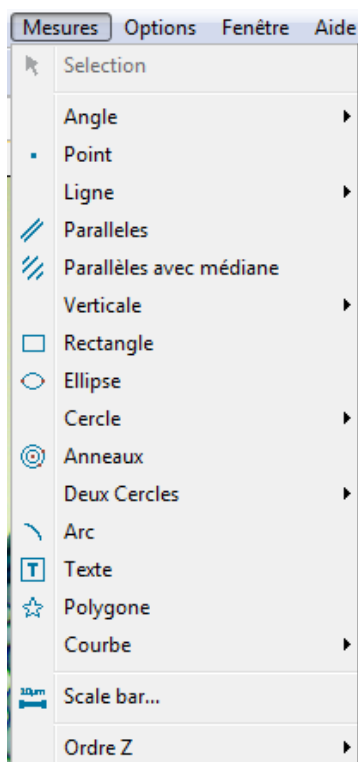 Mesures Options Fenêtre Aide
Selection
Angle
Point
Ligne
Paralleles
Parallèles avec médiane
Verticale
Rectangle
Ellipse
Cercle
Anneaux
Deux Cercles
Arc
T Texte
Polygone
Courbe
10µm Scale bar...
Ordre Z